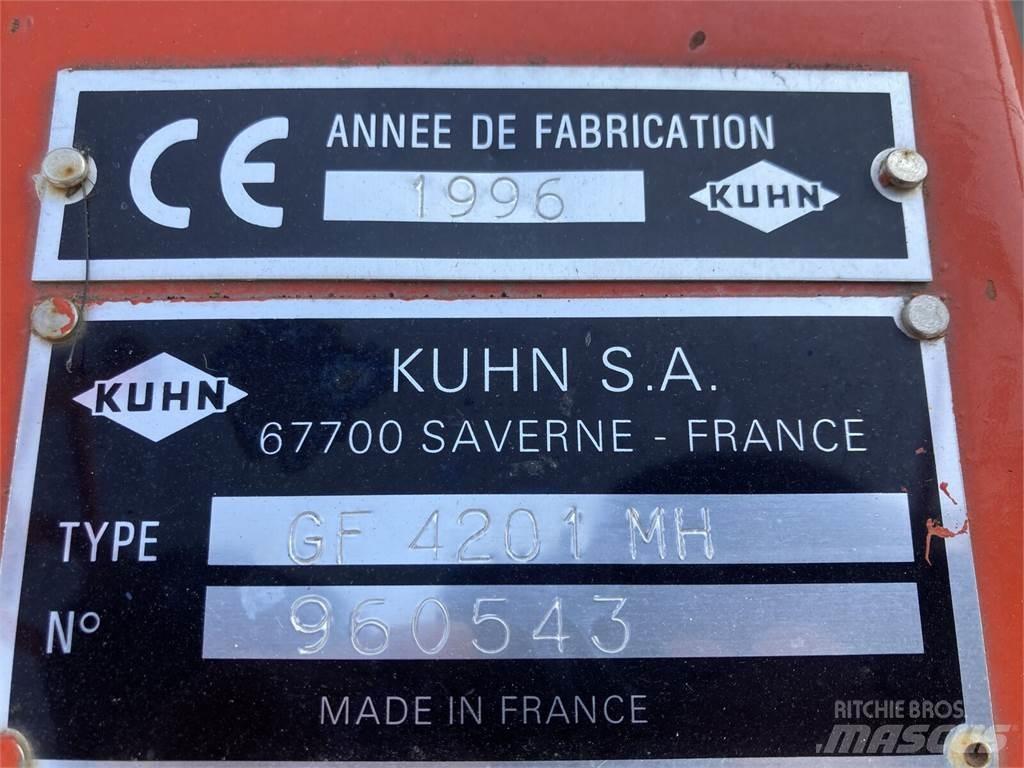 CE ANNEE DE FABRICATION
1996 KUHN
KUHN KUHN S.A.
67700 SAVERNE - FRANCE
TYPE GF 4201 MH
N° 960543
MADE IN FRANCE
RITCHIE BROS
MASCUS